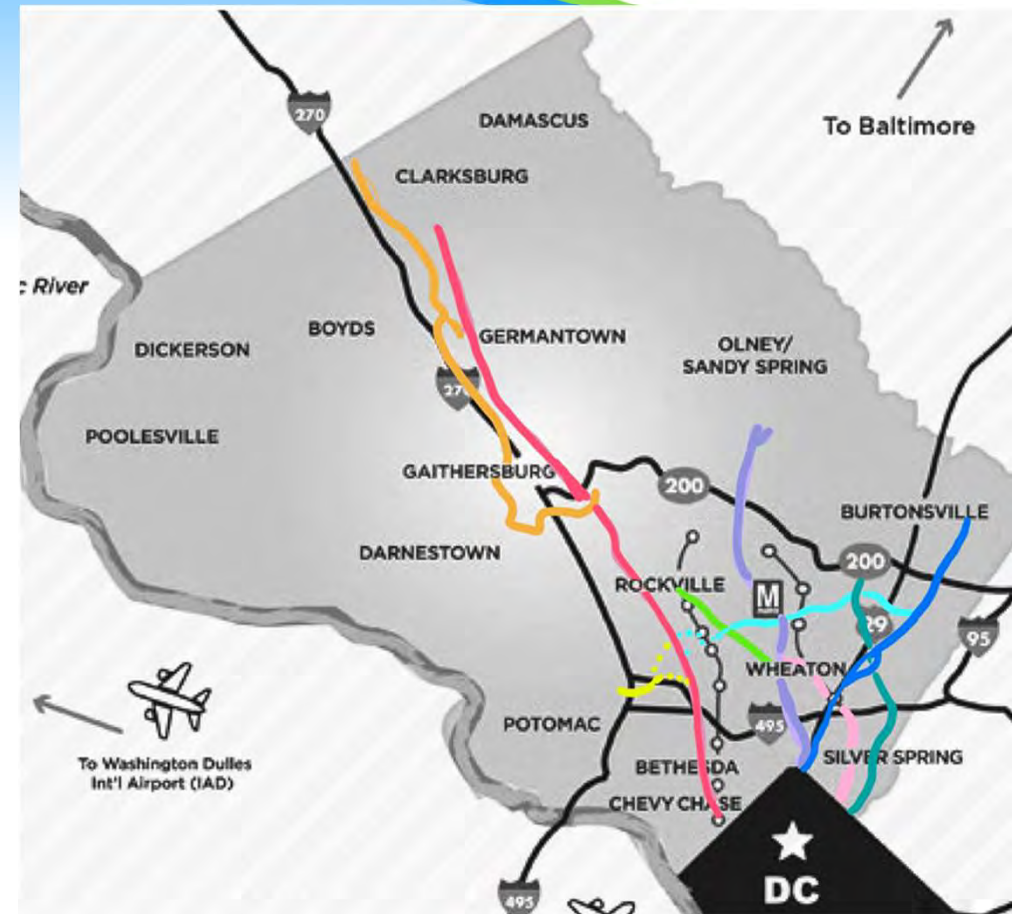 270
DAMASCUS
To Baltimore
CLARKSBURG
c River
BOYDS
GERMANTOWN
DICKERSON
OLNEY/
SANDY SPRING
POOLESVILLE
GAITHERSBURG
200
BURTONSVILLE
DARNESTOWN
200
ROCKVILLE
M
29
95
WHEATON
POTOMAC
495
To Washington Dulles
Int'l Airport (IAD)
BETHESDA
SILVER SPRING
CHEVY CHASE
DC
495